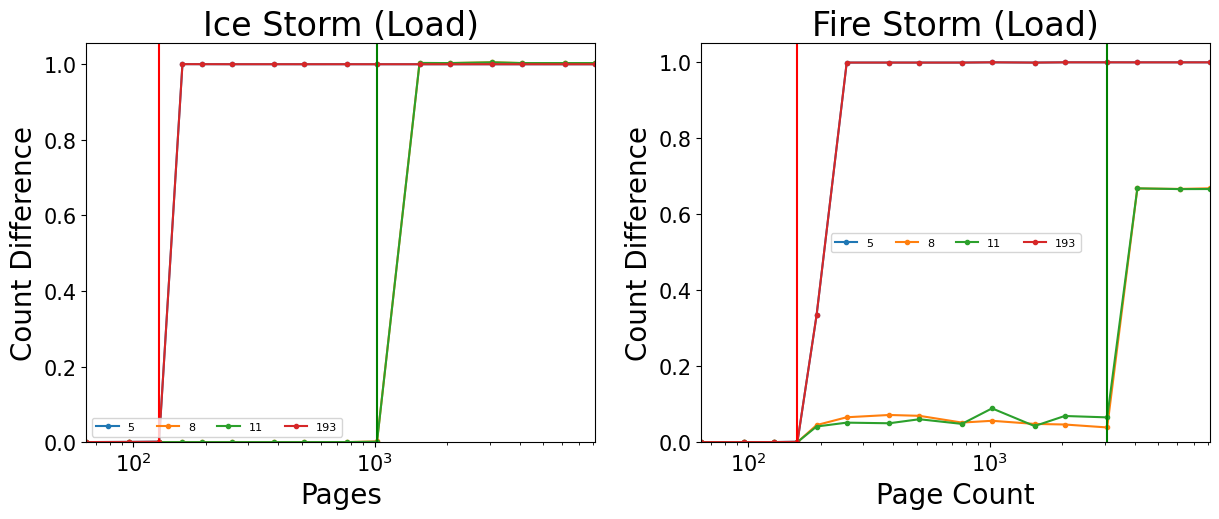 Ice Storm (Load)
Count Difference
1.0
0.8
0.6
0.4
0.2
0.0
5 8 11 193
10² 10³
Pages
Fire Storm (Load)
Count Difference
1.0
0.8
0.6
0.4
0.2
0.0
5 8 11 193
10² 10³
Page Count